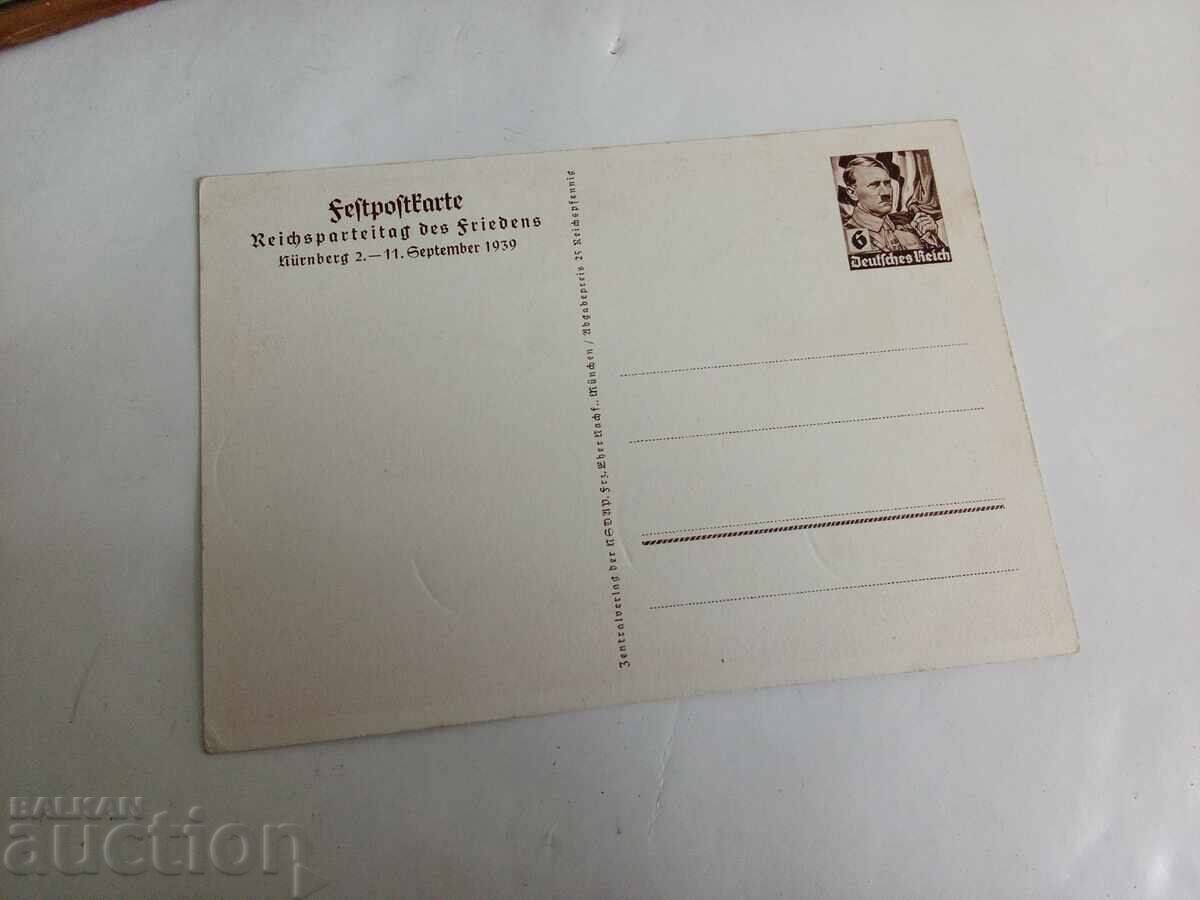 Festpostkarte
Reichsparteitag des Friedens
Nürnberg 2.—11. September 1939
Zentralverlag der NSDAP. Frz. Eher Nachf., München / Abgabepreis 25 Reichspfennig
6
Deutsches Reich
BALKAN
auction